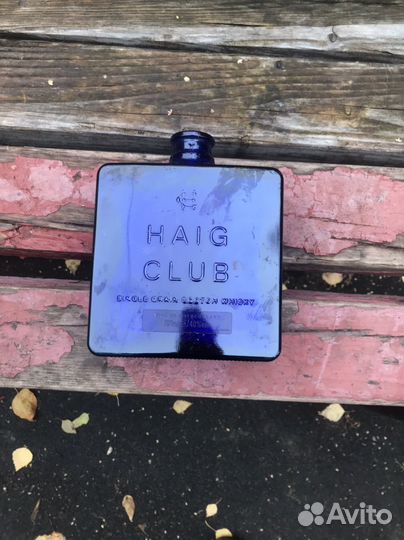 HAIG
CLUB
SINGLE GRAIN SCOTCH WHISKY
Avito